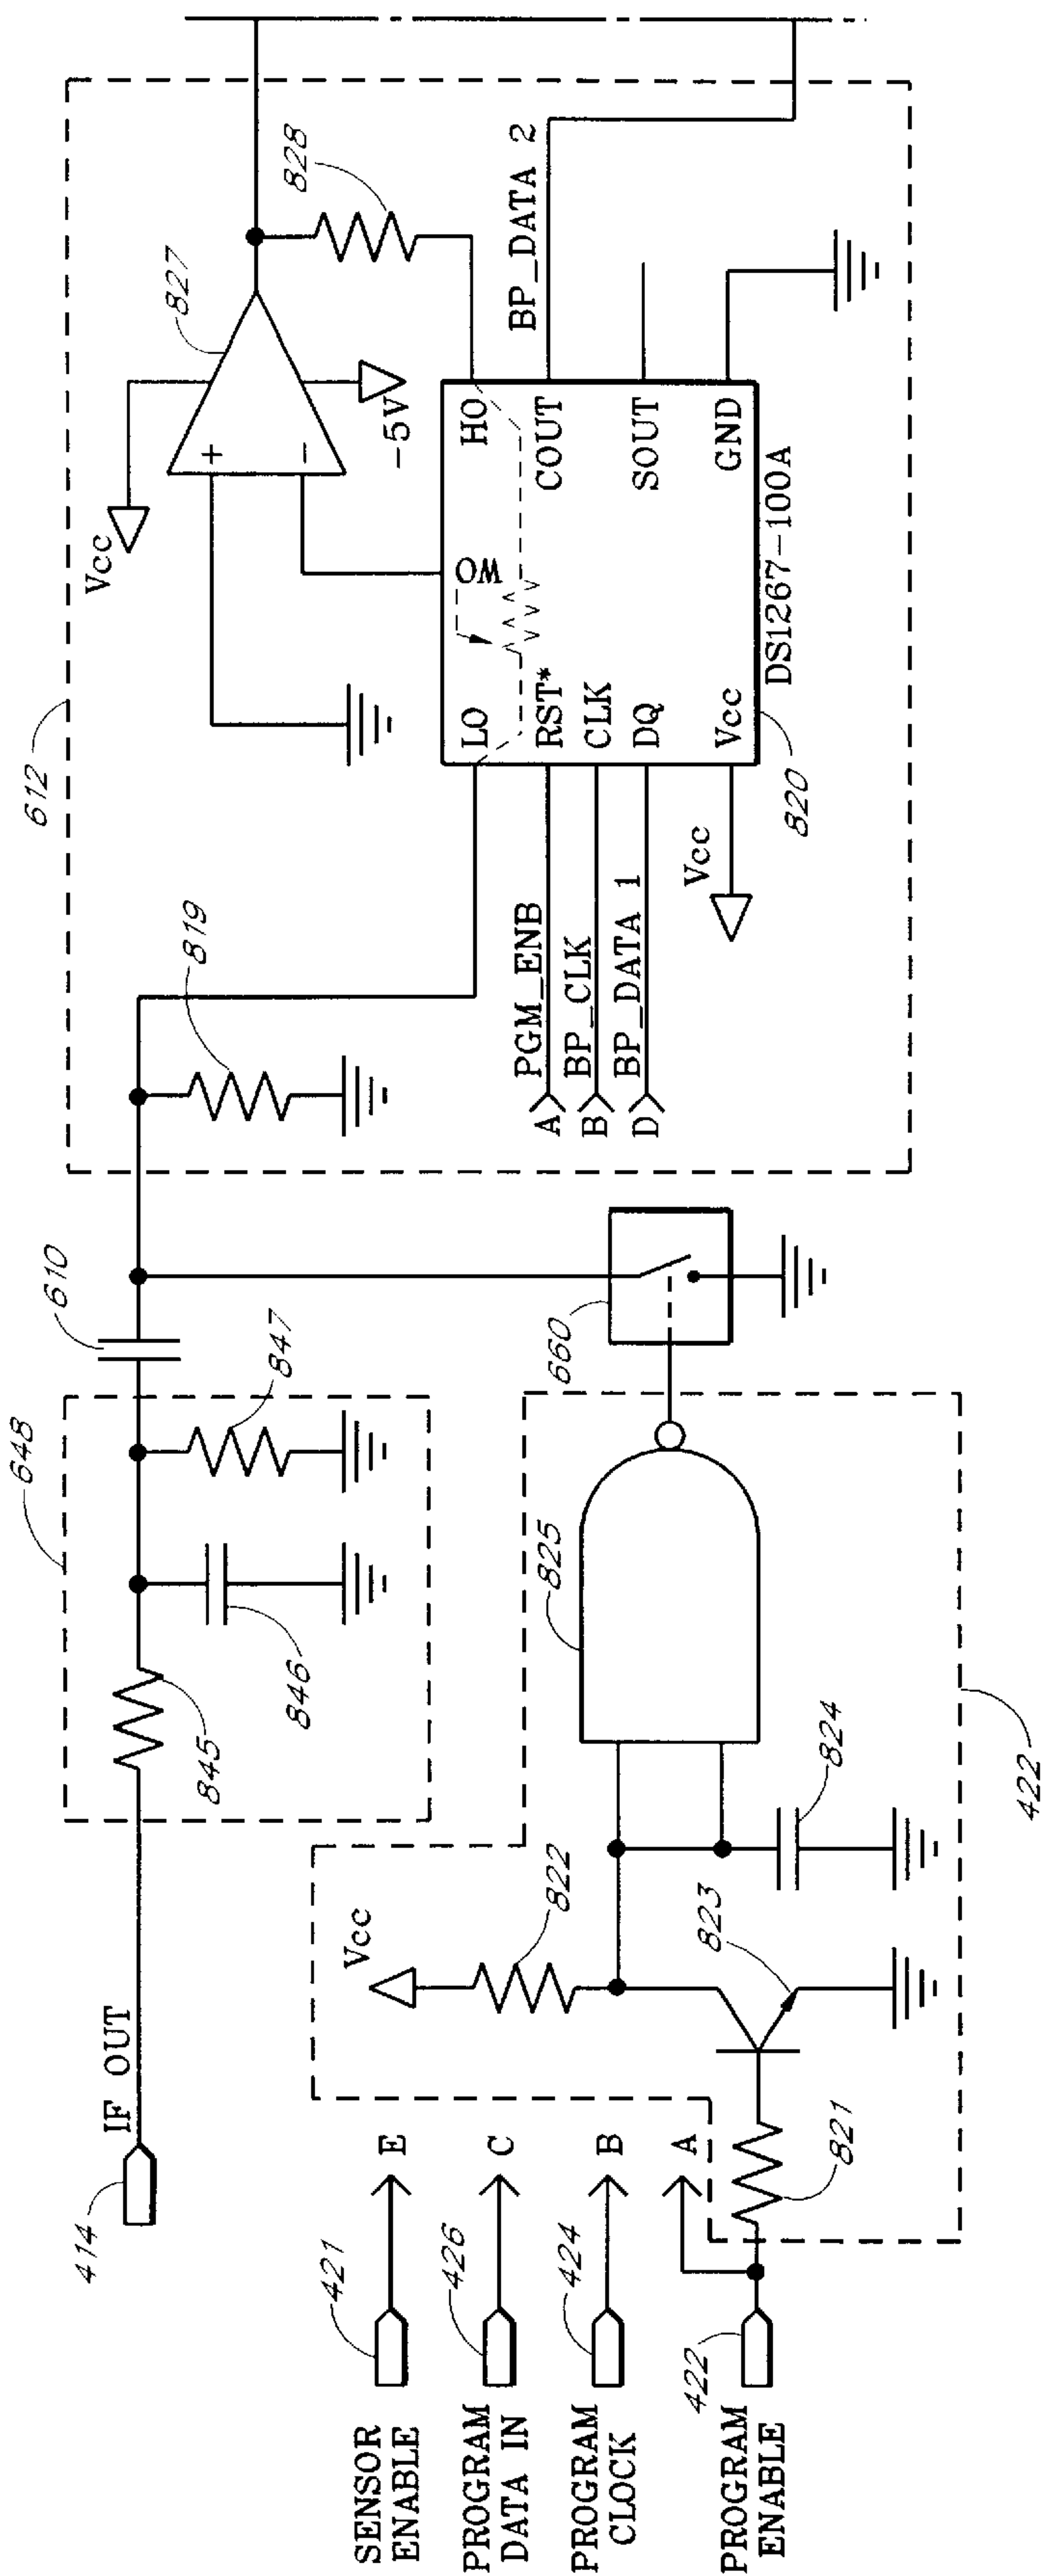 414
IF OUT
648
845
846
847
610
612
819
Vcc
827
+
−
-5V
828
LO
WO
HO
RST*
CLK
DQ
Vcc
COUT
SOUT
GND
DS1267-100A
820
A
PGM_ENB
B
BP_CLK
D
BP_DATA 1
Vcc
BP_DATA 2
660
SENSOR
ENABLE
421
E
PROGRAM
DATA IN
426
C
PROGRAM
CLOCK
424
B
PROGRAM
ENABLE
422
A
821
Vcc
822
823
824
825
422